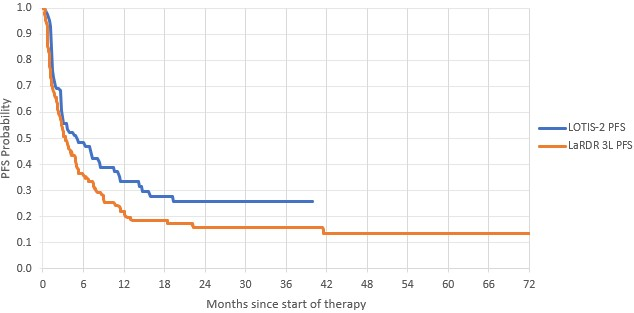 PFS Probability
1.0
0.9
0.8
0.7
0.6
0.5
0.4
0.3
0.2
0.1
0.0
0 6 12 18 24 30 36 42 48 54 60 66 72
Months since start of therapy
LOTIS-2 PFS
LaRDR 3L PFS